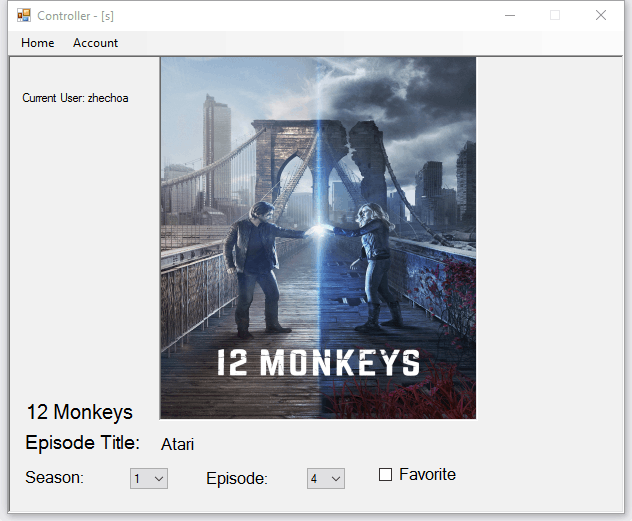 Controller - [s]
Home Account
Current User: zhechoa
12 MONKEYS
12 Monkeys
Episode Title: Atari
Season: 1 Episode: 4 Favorite